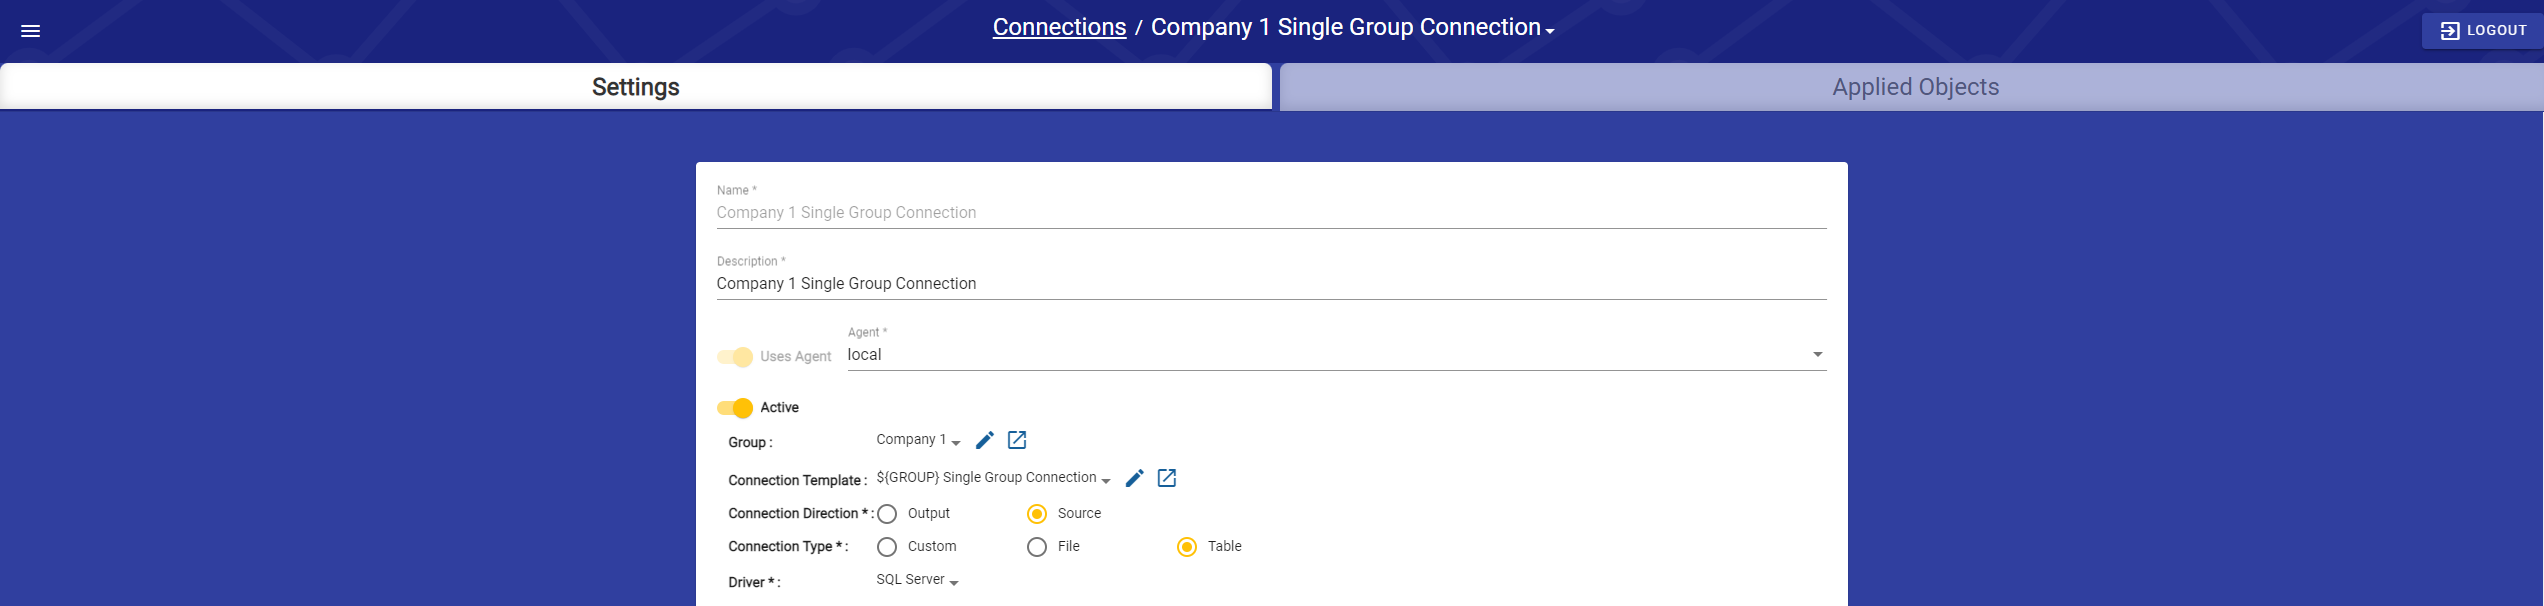 Connections / Company 1 Single Group Connection
LOGOUT
Settings
Applied Objects
Name *
Company 1 Single Group Connection
Description *
Company 1 Single Group Connection
Agent *
Uses Agent
local
Active
Group :
Company 1
Connection Template :
${GROUP} Single Group Connection
Connection Direction * :
Output
Source
Connection Type * :
Custom
File
Table
Driver * :
SQL Server